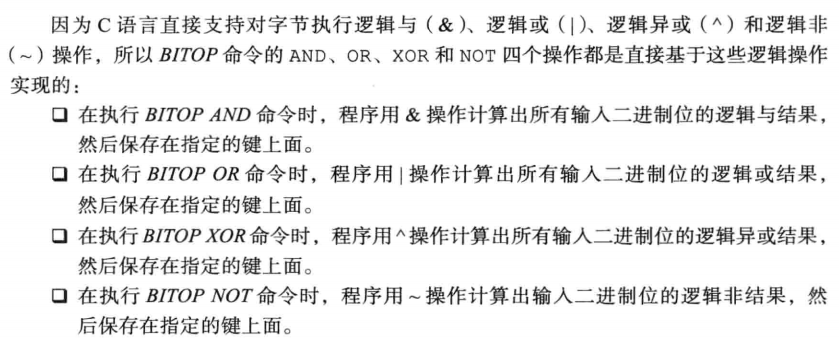 因为 C 语言直接支持对字节执行逻辑与（&）、逻辑或（|）、逻辑异或（^）和逻辑非
（~）操作，所以 BITOP 命令的 AND、OR、XOR 和 NOT 四个操作都是直接基于这些逻辑操作
实现的：
❑ 在执行 BITOP AND 命令时，程序用 & 操作计算出所有输入二进制位的逻辑与结果，
然后保存在指定的键上面。
❑ 在执行 BITOP OR 命令时，程序用 | 操作计算出所有输入二进制位的逻辑或结果，
然后保存在指定的键上面。
❑ 在执行 BITOP XOR 命令时，程序用 ^ 操作计算出所有输入二进制位的逻辑异或结果，
然后保存在指定的键上面。
❑ 在执行 BITOP NOT 命令时，程序用 ~ 操作计算出输入二进制位的逻辑非结果，然
后保存在指定的键上面。